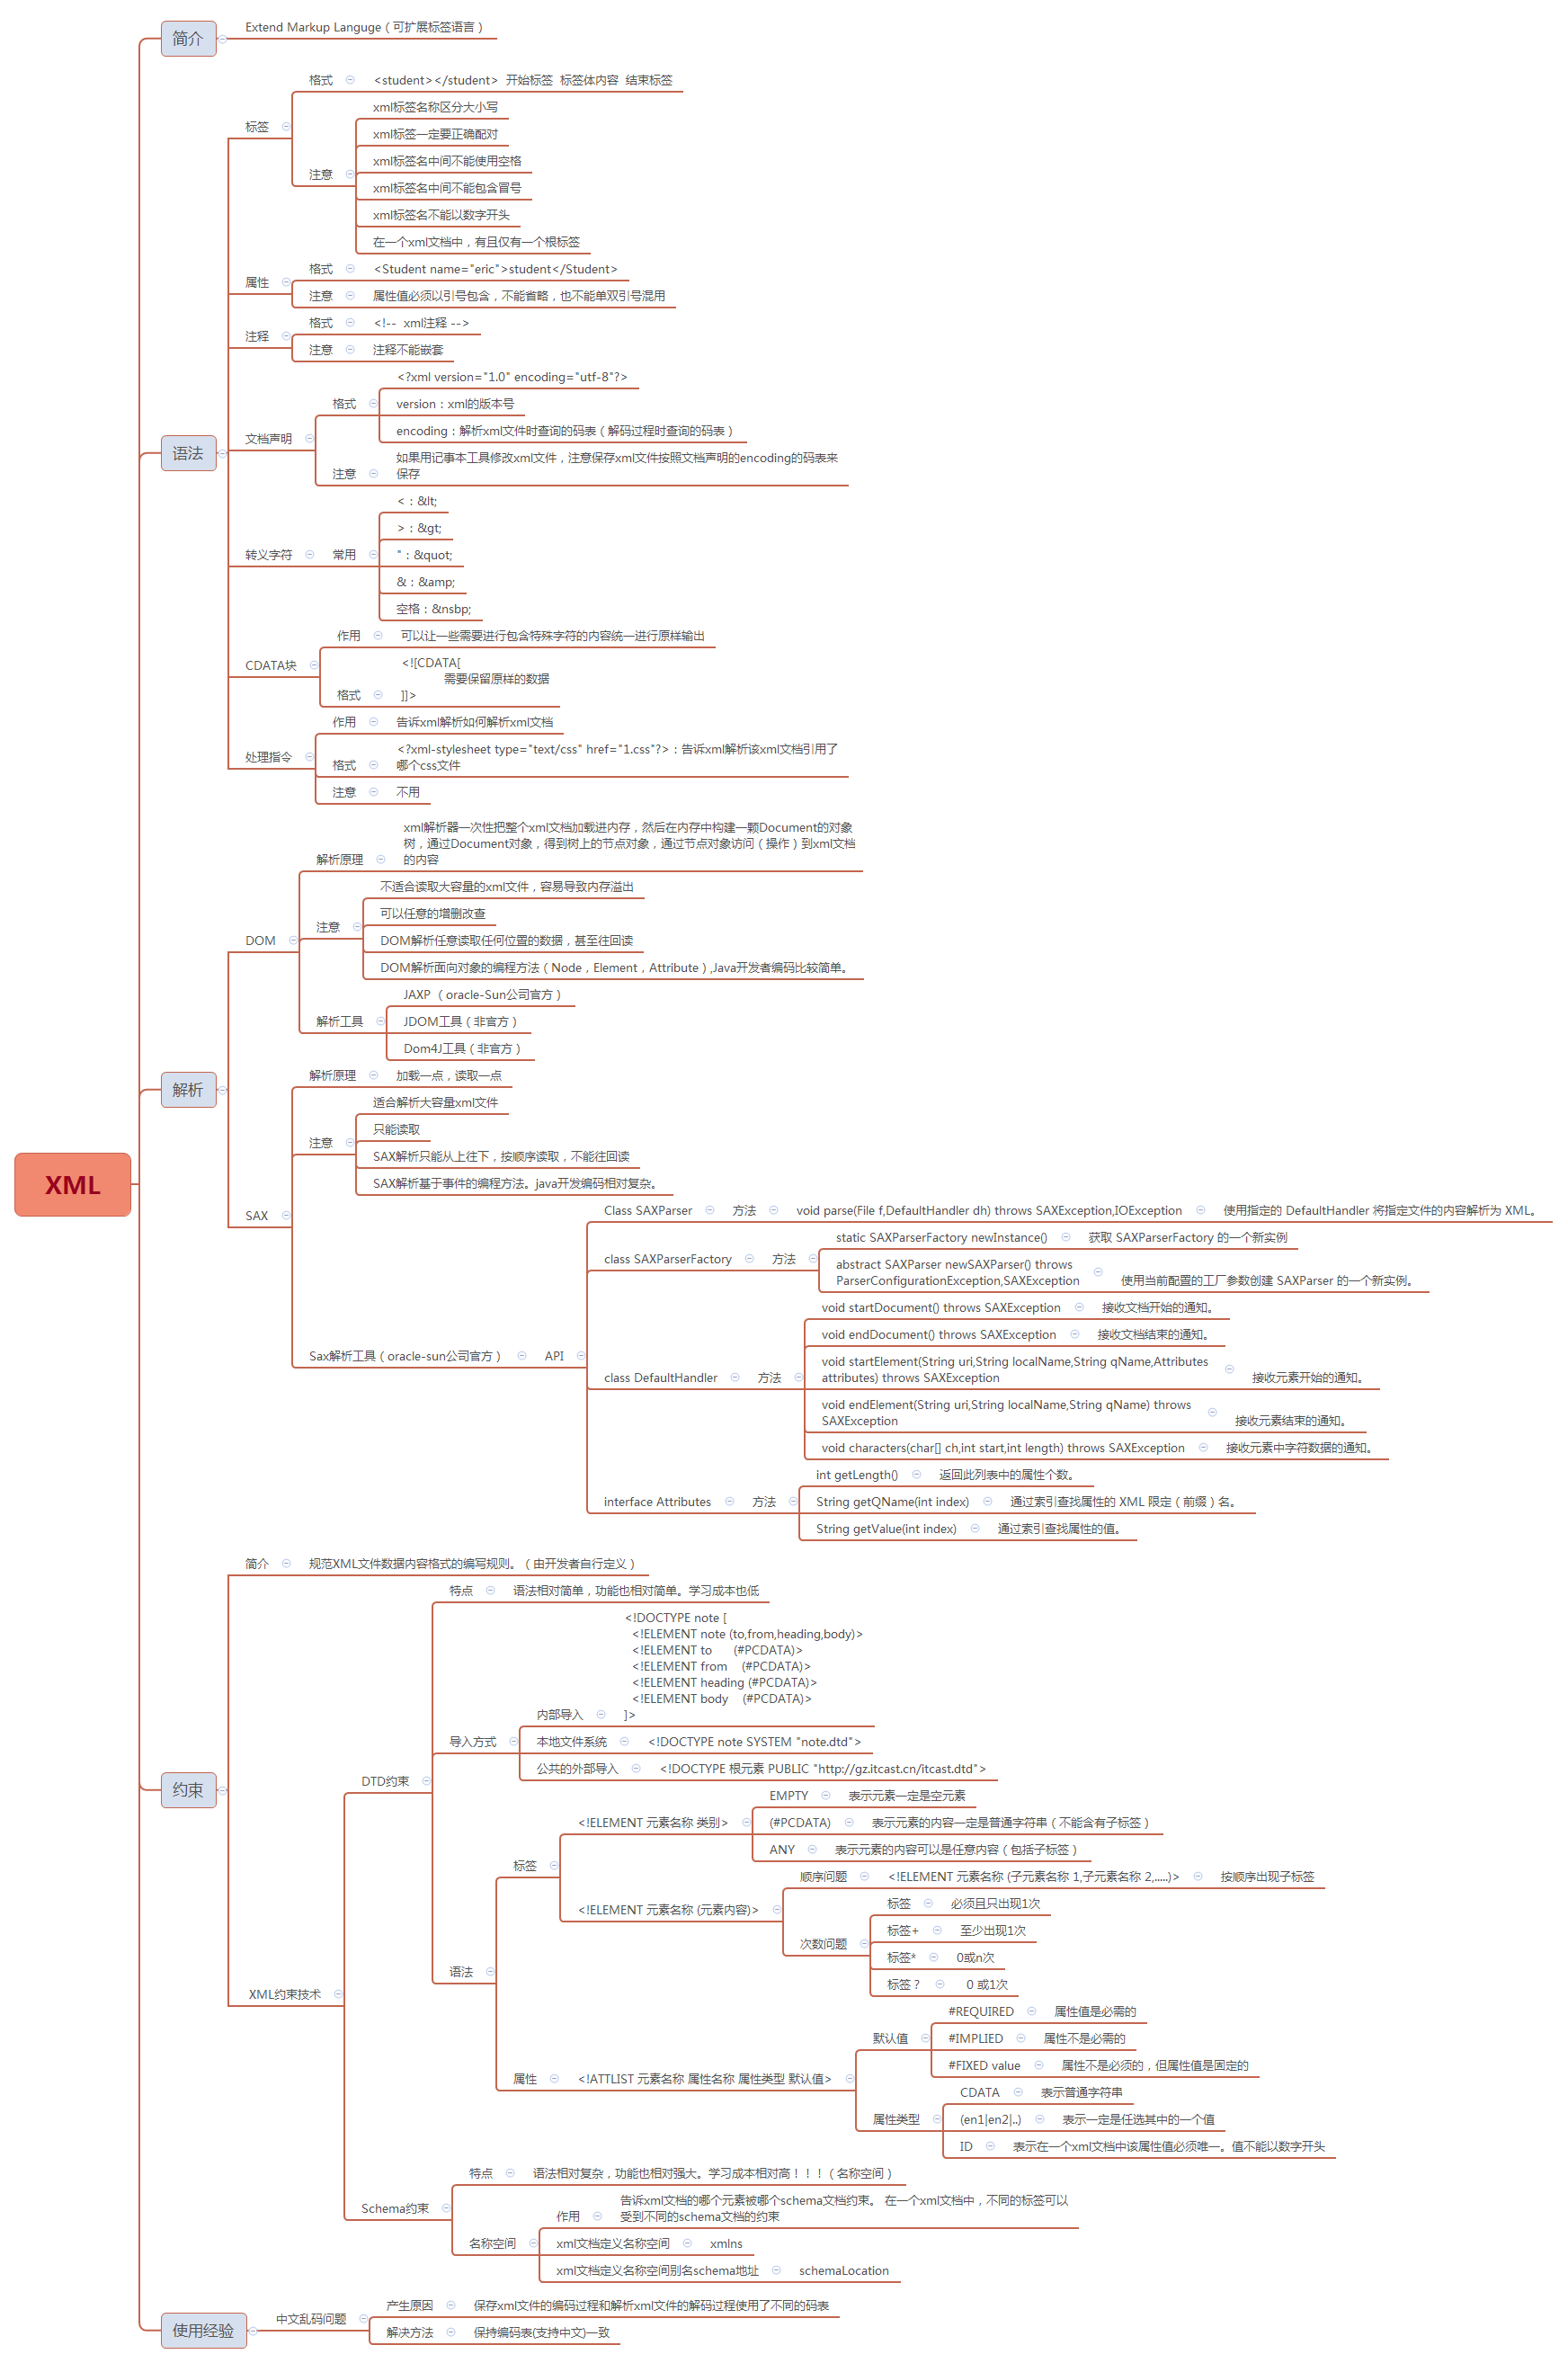 简介
Extend Markup Languge（可扩展标签语言）
格式
<student></student>  开始标签  标签体内容  结束标签
xml标签名称区分大小写
标签
xml标签一定要正确配对
xml标签名中间不能使用空格
注意
xml标签名中间不能包含冒号
xml标签名不能以数字开头
在一个xml文档中，有且仅有一个根标签
格式
<Student name="eric">student</Student>
属性
注意
属性值必须以引号包含，不能省略，也不能单双引号混用
格式
<!--  xml注释 -->
注释
注意
注释不能嵌套
<?xml version="1.0" encoding="utf-8"?>
格式
version：xml的版本号
encoding：解析xml文件时查询的码表（解码过程时查询的码表）
文档声明
语法
如果用记事本工具修改xml文件，注意保存xml文件按照文档声明的encoding的码表来
保存
注意
<：&lt;
>：&gt;
转义字符
常用
"：&quot;
&：&amp;
空格：&nsbp;
作用
可以让一些需要进行包含特殊字符的内容统一进行原样输出
CDATA块
<![CDATA[
需要保留原样的数据
格式
]]>
作用
告诉xml解析如何解析xml文档
处理指令
<?xml-stylesheet type="text/css" href="1.css"?>：告诉xml解析该xml文档引用了
哪个css文件
格式
注意
不用
xml解析器一次性把整个xml文档加载进内存，然后在内存中构建一颗Document的对象
树，通过Document对象，得到树上的节点对象，通过节点对象访问（操作）到xml文档
的内容
解析原理
不适合读取大容量的xml文件，容易导致内存溢出
可以任意的增删改查
注意
DOM
DOM解析任意读取任何位置的数据，甚至往回读
DOM解析面向对象的编程方法（Node，Element，Attribute）,Java开发者编码比较简单。
JAXP （oracle-Sun公司官方）
解析工具
JDOM工具（非官方）
Dom4J工具（非官方）
解析原理
加载一点，读取一点
解析
适合解析大容量xml文件
只能读取
注意
SAX解析只能从上往下，按顺序读取，不能往回读
SAX解析基于事件的编程方法。java开发编码相对复杂。
XML
SAX
Class SAXParser
方法
void parse(File f,DefaultHandler dh) throws SAXException,IOException
使用指定的 DefaultHandler 将指定文件的内容解析为 XML。
class SAXParserFactory
方法
static SAXParserFactory newInstance()
获取 SAXParserFactory 的一个新实例
abstract SAXParser newSAXParser() throws
ParserConfigurationException,SAXException
使用当前配置的工厂参数创建 SAXParser 的一个新实例。
Sax解析工具（oracle-sun公司官方）
API
void startDocument() throws SAXException
接收文档开始的通知。
void endDocument() throws SAXException
接收文档结束的通知。
class DefaultHandler
方法
void startElement(String uri,String localName,String qName,Attributes
attributes) throws SAXException
接收元素开始的通知。
void endElement(String uri,String localName,String qName) throws
SAXException
接收元素结束的通知。
void characters(char[] ch,int start,int length) throws SAXException
接收元素中字符数据的通知。
int getLength()
返回此列表中的属性个数。
interface Attributes
方法
String getQName(int index)
通过索引查找属性的 XML 限定（前缀）名。
String getValue(int index)
通过索引查找属性的值。
简介
规范XML文件数据内容格式的编写规则。（由开发者自行定义）
特点
语法相对简单，功能也相对简单。学习成本也低
<!DOCTYPE note [
<!ELEMENT note (to,from,heading,body)>
<!ELEMENT to      (#PCDATA)>
<!ELEMENT from    (#PCDATA)>
<!ELEMENT heading (#PCDATA)>
<!ELEMENT body    (#PCDATA)>
内部导入
]>
导入方式
本地文件系统
<!DOCTYPE note SYSTEM "note.dtd">
公共的外部导入
<!DOCTYPE 根元素 PUBLIC "http://gz.itcast.cn/itcast.dtd">
DTD约束
约束
EMPTY
表示元素一定是空元素
<!ELEMENT 元素名称 类别>
(#PCDATA)
表示元素的内容一定是普通字符串（不能含有子标签）
ANY
表示元素的内容可以是任意内容（包括子标签）
标签
顺序问题
<!ELEMENT 元素名称 (子元素名称 1,子元素名称 2,.....)>
按顺序出现子标签
<!ELEMENT 元素名称 (元素内容)>
标签
必须且只出现1次
标签+
至少出现1次
次数问题
标签*
0或n次
标签？
0 或1次
语法
XML约束技术
#REQUIRED
属性值是必需的
默认值
#IMPLIED
属性不是必需的
#FIXED value
属性不是必须的，但属性值是固定的
属性
<!ATTLIST 元素名称 属性名称 属性类型 默认值>
CDATA
表示普通字符串
属性类型
(en1|en2|..)
表示一定是任选其中的一个值
ID
表示在一个xml文档中该属性值必须唯一。值不能以数字开头
特点
语法相对复杂，功能也相对强大。学习成本相对高！！！（名称空间）
Schema约束
告诉xml文档的哪个元素被哪个schema文档约束。 在一个xml文档中，不同的标签可以
受到不同的schema文档的约束
作用
名称空间
xml文档定义名称空间
xmlns
xml文档定义名称空间别名schema地址
schemaLocation
产生原因
保存xml文件的编码过程和解析xml文件的解码过程使用了不同的码表
使用经验
中文乱码问题
解决方法
保持编码表(支持中文)一致